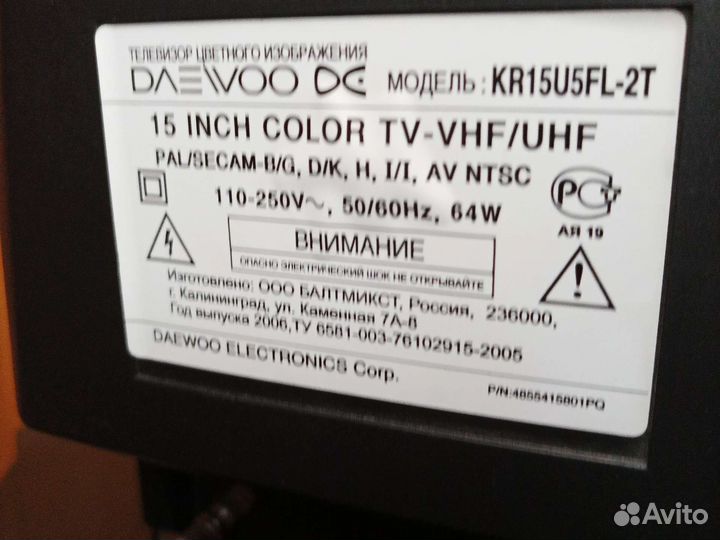 ТЕЛЕВИЗОР ЦВЕТНОГО ИЗОБРАЖЕНИЯ
DAEWOO DE МОДЕЛЬ: KR15U5FL-2T
15 INCH COLOR TV-VHF/UHF
PAL/SECAM-B/G, D/K, H, I/I, AV NTSC
110-250V~, 50/60Hz, 64W
РСТ
АЯ 19
ВНИМАНИЕ
ОПАСНО ЭЛЕКТРИЧЕСКИЙ ШОК НЕ ОТКРЫВАЙТЕ
Изготовлено: ООО БАЛТМИКСТ, Россия, 236000,
г. Калининград, ул. Каменная 7А-8
Год выпуска 2006,ТУ 6581-003-76102915-2005
DAEWOO ELECTRONICS Corp.
P/N:4855415801PQ
Avito